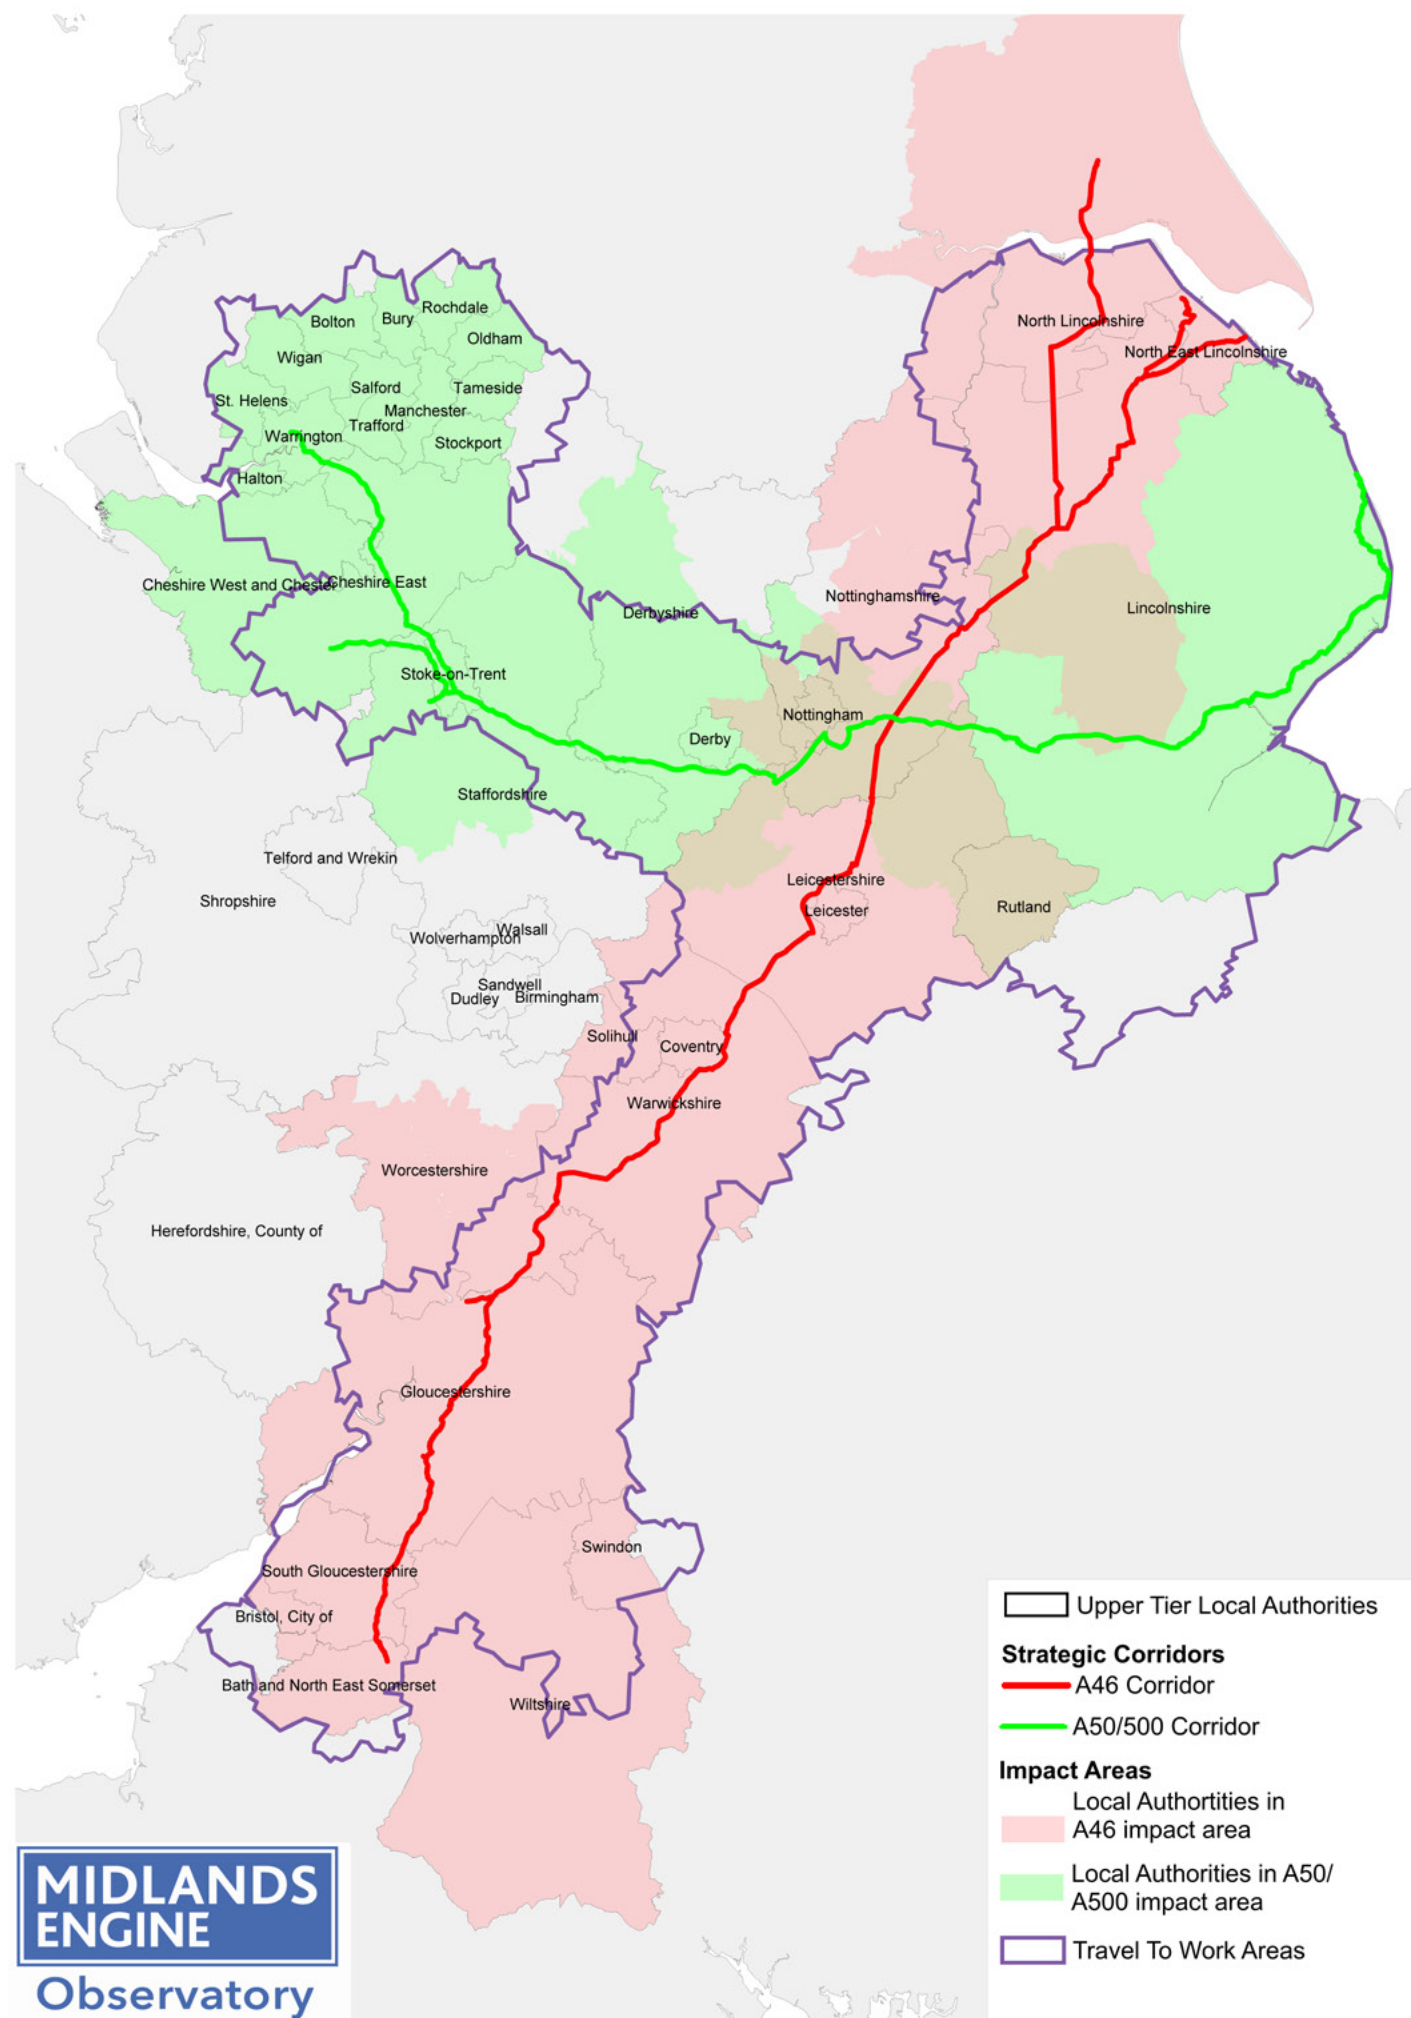 Rochdale
Bolton
Bury
Oldham
Wigan
Salford
Tameside
St. Helens
Manchester
Trafford
Warrington
Stockport
Halton
North Lincolnshire
North East Lincolnshire
Cheshire West and Chester
Cheshire East
Derbyshire
Nottinghamshire
Lincolnshire
Stoke-on-Trent
Nottingham
Derby
Staffordshire
Telford and Wrekin
Shropshire
Leicestershire
Leicester
Rutland
Walsall
Wolverhampton
Sandwell
Dudley
Birmingham
Solihull
Coventry
Warwickshire
Worcestershire
Herefordshire, County of
Gloucestershire
Swindon
South Gloucestershire
Bristol, City of
Bath and North East Somerset
Wiltshire
Upper Tier Local Authorities
Strategic Corridors
A46 Corridor
A50/500 Corridor
Impact Areas
Local Authortities in
A46 impact area
Local Authorities in A50/
A500 impact area
Travel To Work Areas
MIDLANDS
ENGINE
Observatory